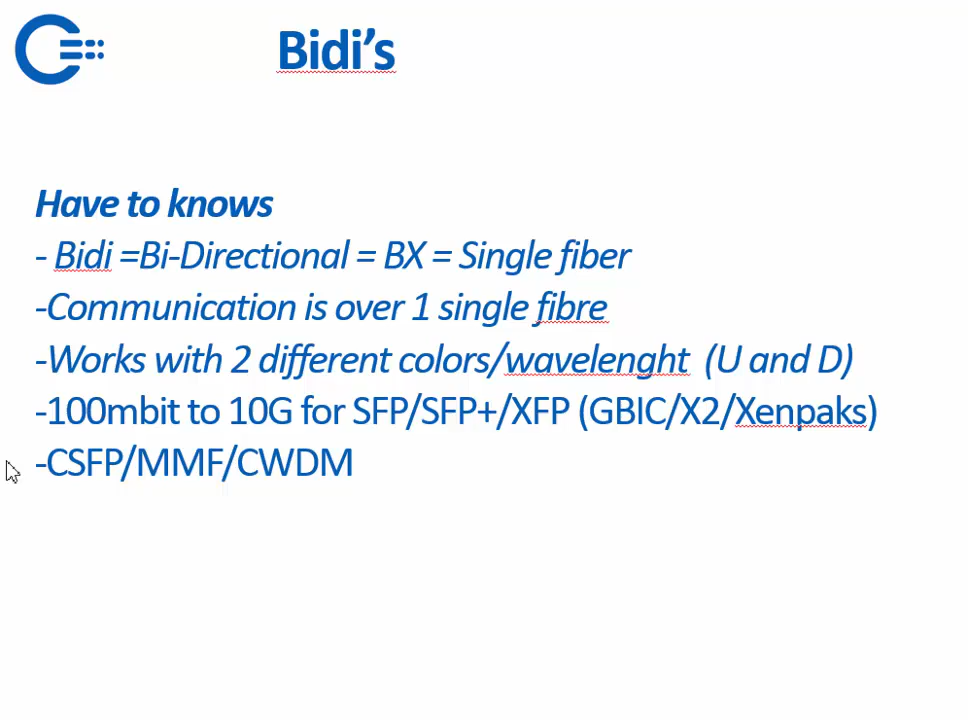 Bidi's
Have to knows
- Bidi =Bi-Directional = BX = Single fiber
-Communication is over 1 single fibre
-Works with 2 different colors/wavelenght (U and D)
-100mbit to 10G for SFP/SFP+/XFP (GBIC/X2/Xenpaks)
-CSFP/MMF/CWDM